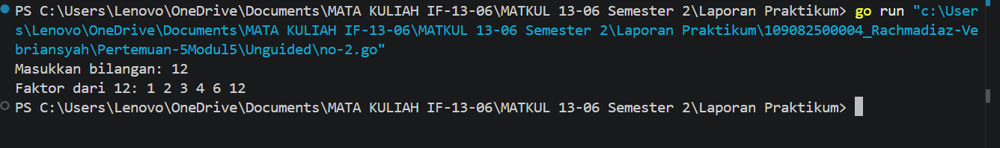 PS C:\Users\Lenovo\OneDrive\Documents\MATA KULIAH IF-13-06\MATKUL 13-06 Semester 2\Laporan Praktikum> go run "c:\User
s\Lenovo\OneDrive\Documents\MATA KULIAH IF-13-06\MATKUL 13-06 Semester 2\Laporan Praktikum\109082500004_Rachmadiaz-Ve
briansyah\Pertemuan-5Modul5\Unguided\no-2.go"
Masukkan bilangan: 12
Faktor dari 12: 1 2 3 4 6 12
PS C:\Users\Lenovo\OneDrive\Documents\MATA KULIAH IF-13-06\MATKUL 13-06 Semester 2\Laporan Praktikum>